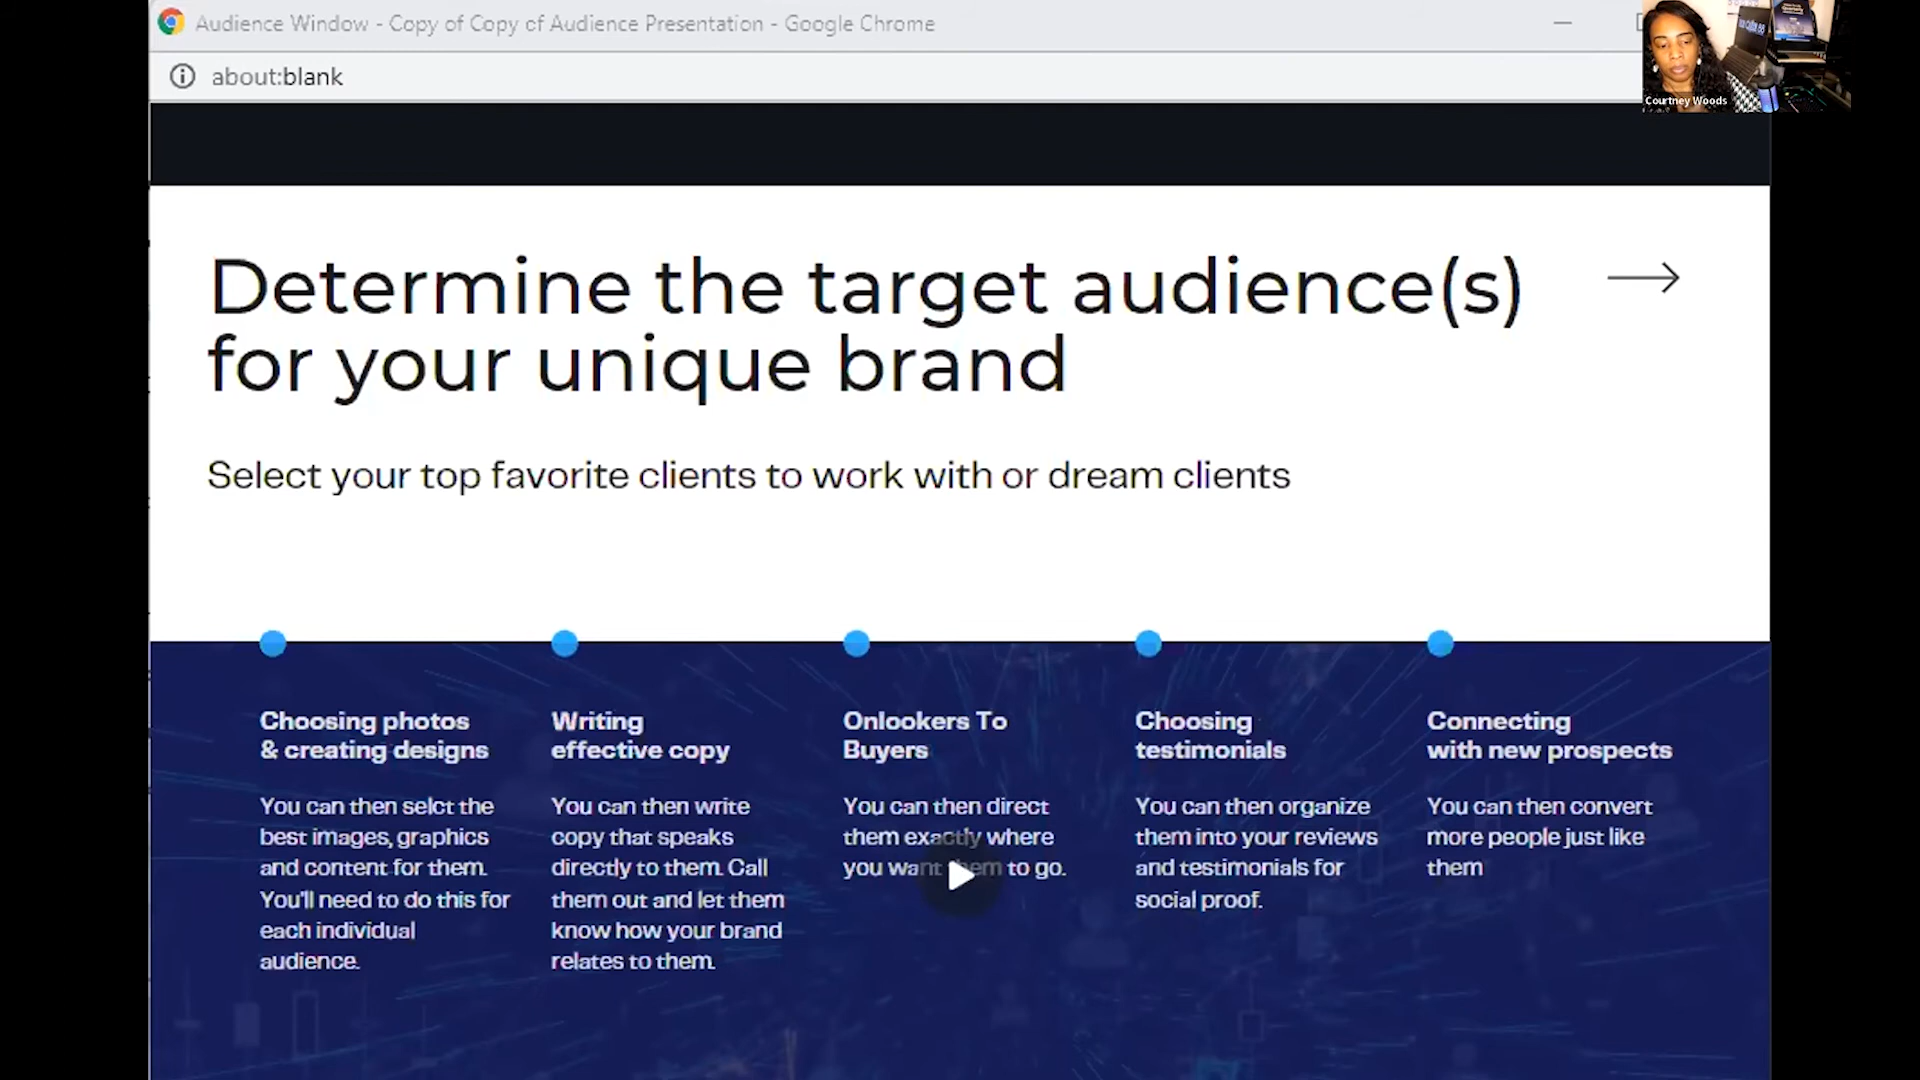 Audience Window - Copy of Copy of Audience Presentation - Google Chrome
about:blank
Courtney Woods
Determine the target audience(s)
for your unique brand
Select your top favorite clients to work with or dream clients
Choosing photos
& creating designs
You can then selct the
best images, graphics
and content for them.
You'll need to do this for
each individual
audience.
Writing
effective copy
You can then write
copy that speaks
directly to them. Call
them out and let them
know how your brand
relates to them.
Onlookers To
Buyers
You can then direct
them exactly where
you want them to go.
Choosing
testimonials
You can then organize
them into your reviews
and testimonials for
social proof.
Connecting
with new prospects
You can then convert
more people just like
them